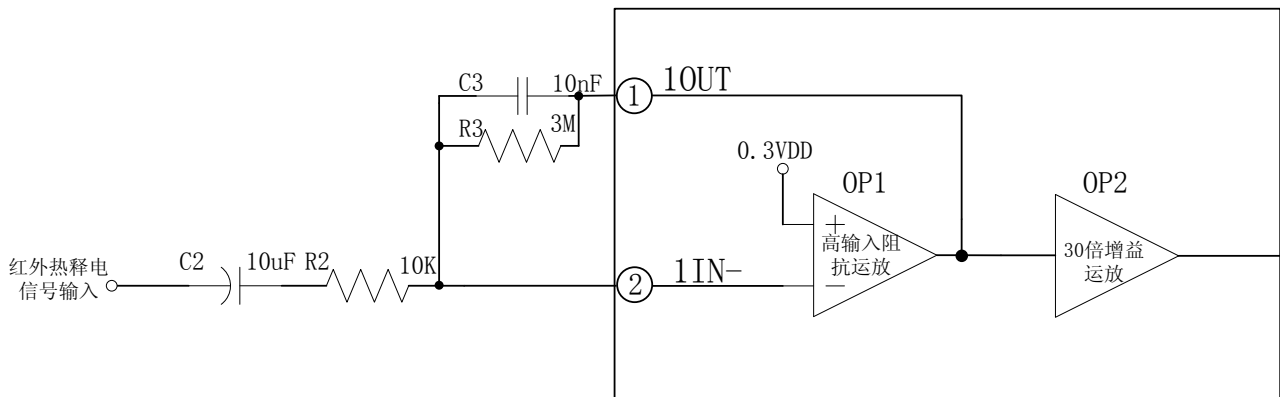 C3
10nF
1
1OUT
R3
3M
0.3VDD
OP1
OP2
+
高输入阻
抗运放
30倍增益
运放
红外热释电
信号输入
C2
10uF
R2
10K
2
1IN-
−